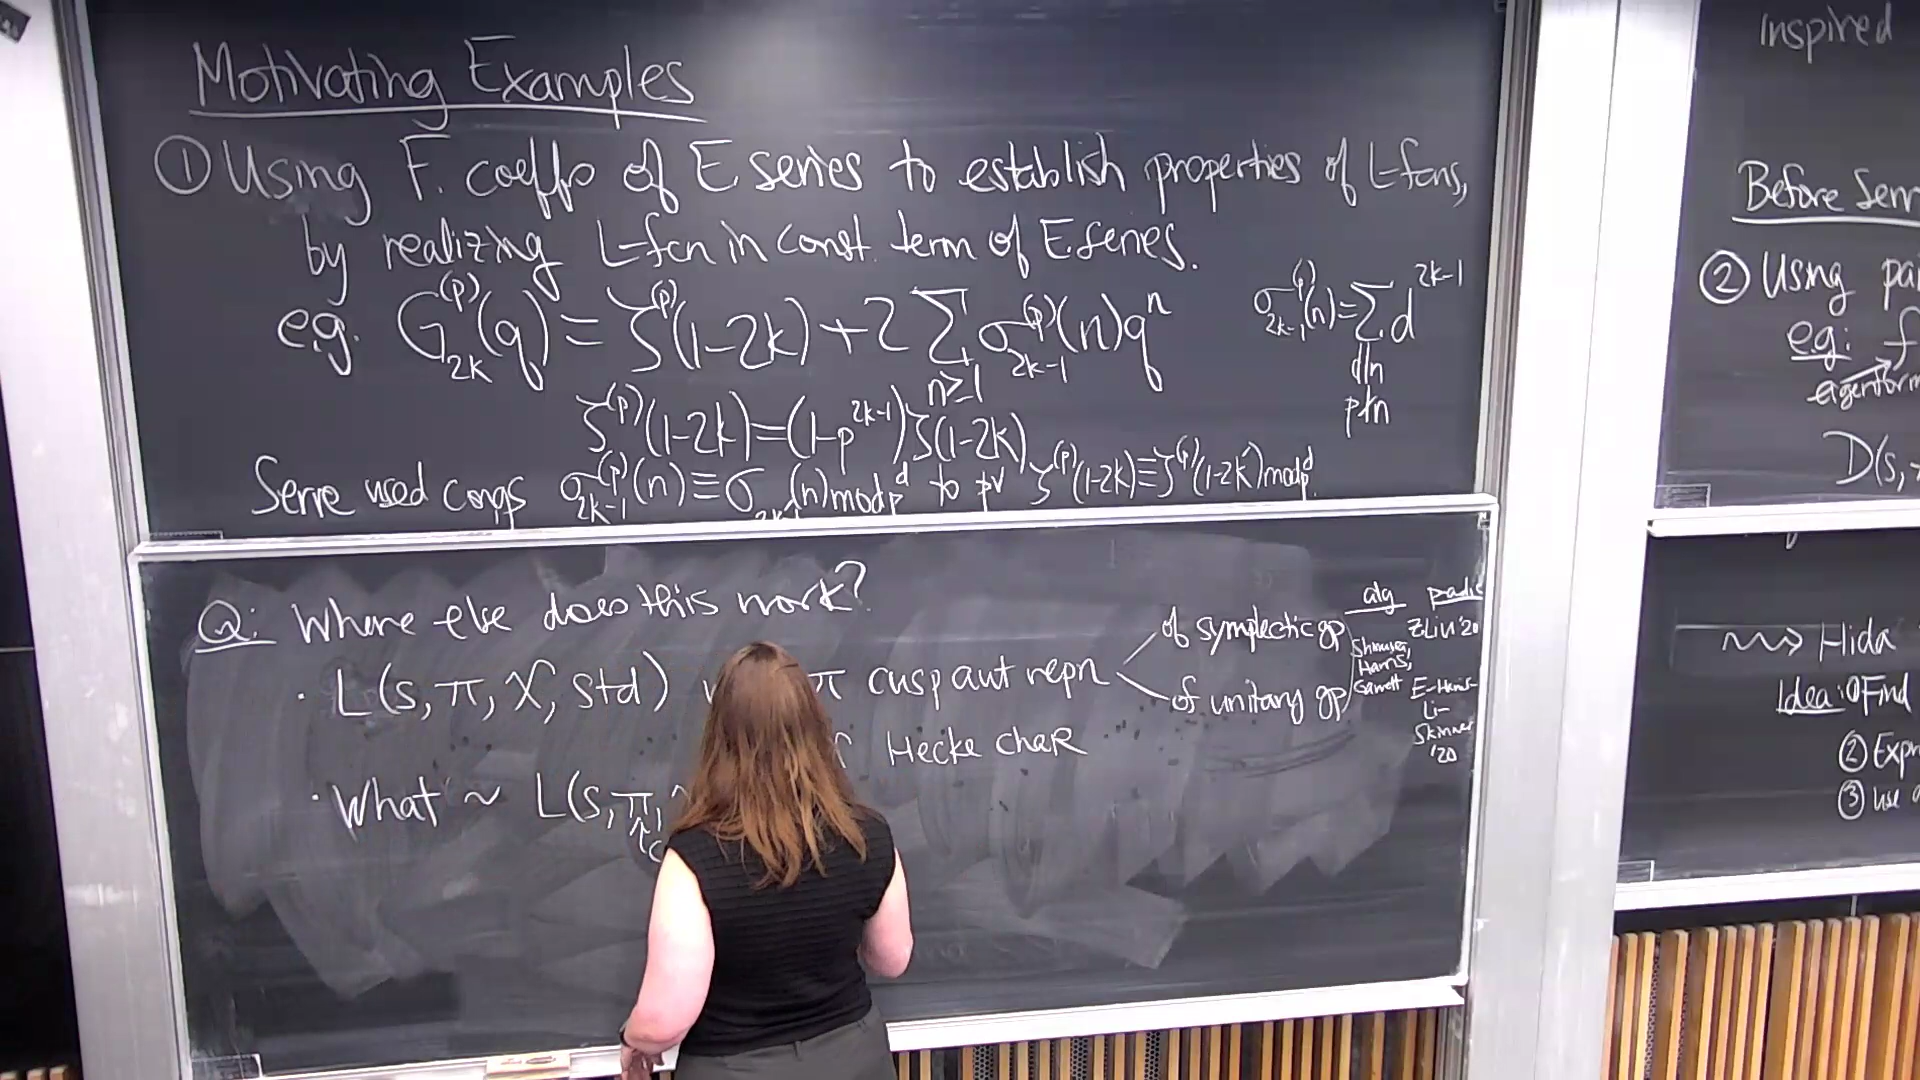 Motivating Examples
① Using F. coeffs of E series to establish properties of L-fcns,
by realizing L-fcn in const. term of E series.
e.g. G_{2k}^{(p)}(q) = ζ^{(p)}(1-2k) + 2 ∑_{n≥1} σ_{2k-1}^{(p)}(n) q^n
σ_{2k-1}^{(p)}(n) = ∑_{d|n, p∤n} d^{2k-1}
ζ^{(p)}(1-2k) = (1-p^{2k-1}) ζ(1-2k)
Serre used congs σ_{2k-1}^{(p)}(n) ≡ σ_{2k'-1}(n) mod p^d to pv ζ^{(p)}(1-2k) ≡ ζ^{(p)}(1-2k') mod p^d.
Q: Where else does this work?
· L(s, π, χ, std)
π cusp aut repn
of symplectic gp
of unitary gp
alg
Shimura,
Harris,
Garrett
padic
Z Liu '20
E-Harris-
Li-
Skinner
'20
Hecke char
· What ~ L(s, π,
Inspired
Before Serr
② Using pai
e.g: f
eigenform
D(s,
⇝ Hida
Idea: ① Find
② Expr
③ Use